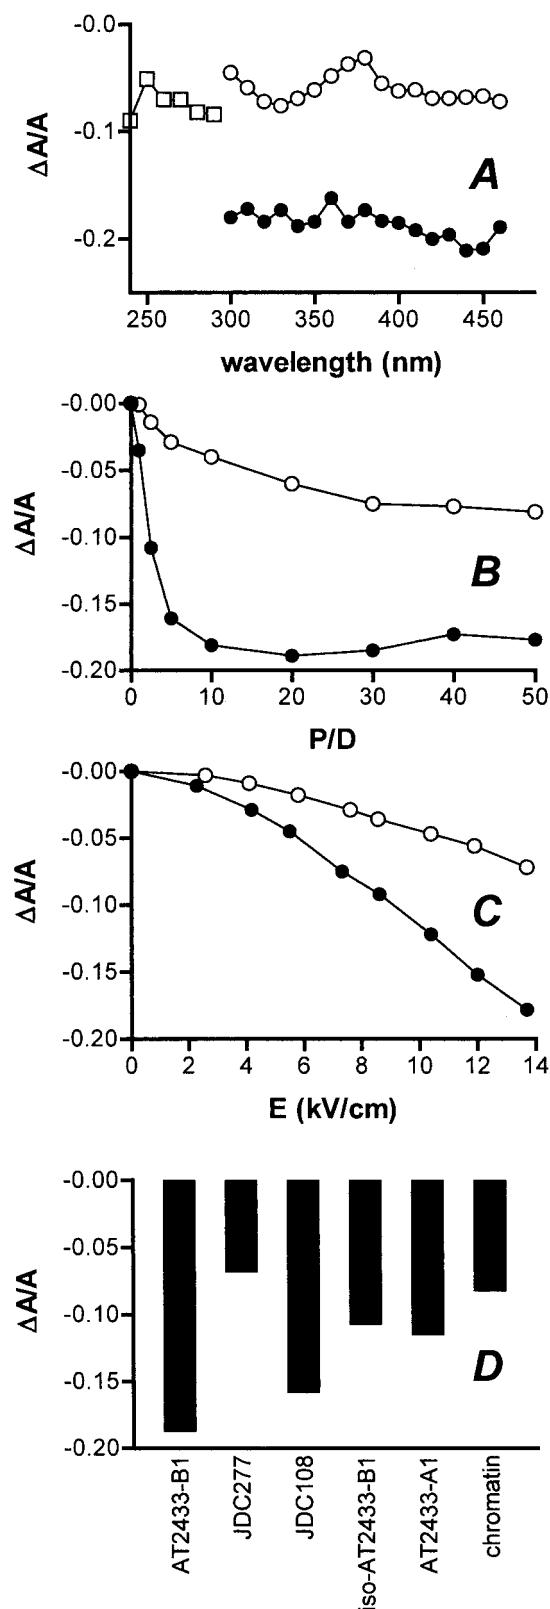 -0.0
-0.1
-0.2
ΔA/A
A
250 300 350 400 450
wavelength (nm)
-0.00
-0.05
-0.10
-0.15
-0.20
ΔA/A
B
0 10 20 30 40 50
P/D
-0.00
-0.05
-0.10
-0.15
-0.20
ΔA/A
C
0 2 4 6 8 10 12 14
E (kV/cm)
-0.00
-0.05
-0.10
-0.15
-0.20
ΔA/A
D
AT2433-B1
JDC277
JDC108
iso-AT2433-B1
AT2433-A1
chromatin